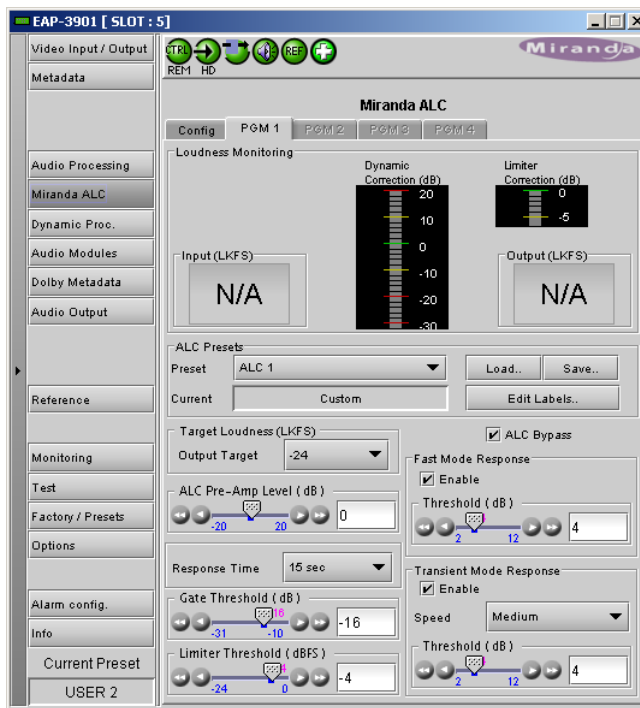 EAP-3901 [ SLOT : 5]
Video Input / Output
Metadata
Audio Processing
Miranda ALC
Dynamic Proc.
Audio Modules
Dolby Metadata
Audio Output
Reference
Monitoring
Test
Factory / Presets
Options
Alarm config.
Info
Current Preset
USER 2
CTRL
REF
REM HD
Miranda
Miranda ALC
Config PGM 1 PGM 2 PGM 3 PGM 4
Loudness Monitoring
Dynamic
Correction (dB)
20
10
0
-10
-20
-30
Limiter
Correction (dB)
0
-5
Input (LKFS)
N/A
Output (LKFS)
N/A
ALC Presets
Preset ALC 1 Load.. Save..
Current Custom Edit Labels..
Target Loudness (LKFS)
Output Target -24
ALC Pre-Amp Level ( dB )
-20 20 0
Response Time 15 sec
Gate Threshold ( dB )
16
-31 -10 -16
Limiter Threshold ( dBFS )
4
-24 0 -4
ALC Bypass
Fast Mode Response
Enable
Threshold ( dB )
2 12 4
Transient Mode Response
Enable
Speed Medium
Threshold ( dB )
2 12 4